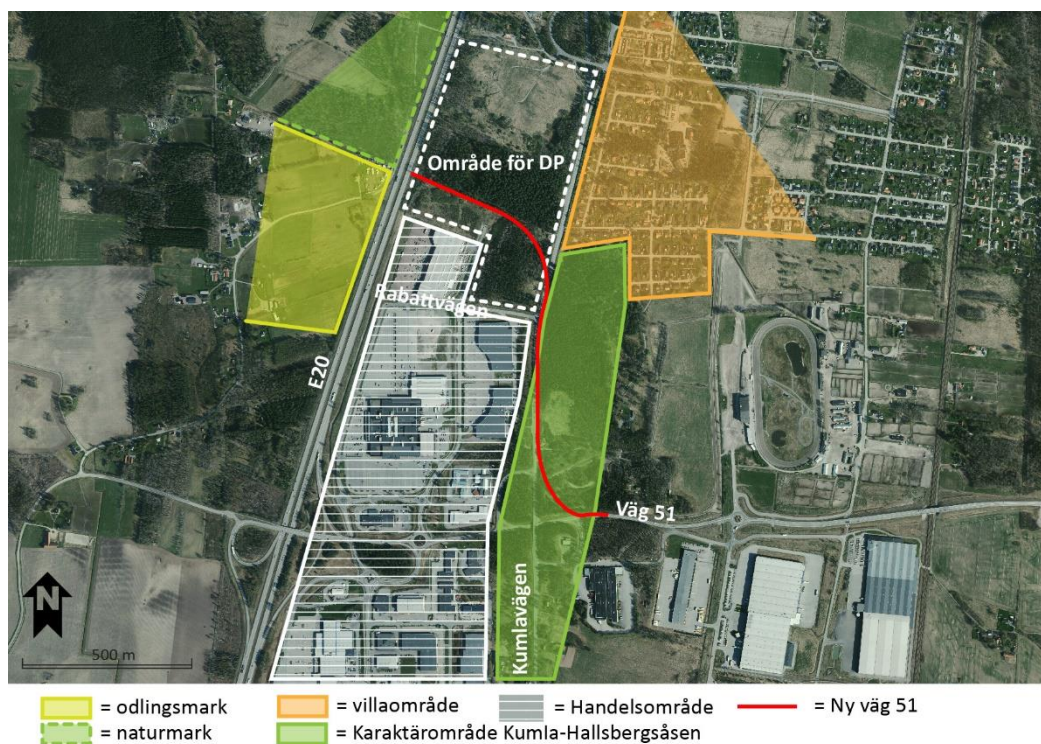 Område för DP
Rabattvägen
E20
Väg 51
Kumlavägen
N
500 m
= odlingsmark
= villaområde
= Handelsområde
= Ny väg 51
= naturmark
= Karaktärområde Kumla-Hallsbergsåsen